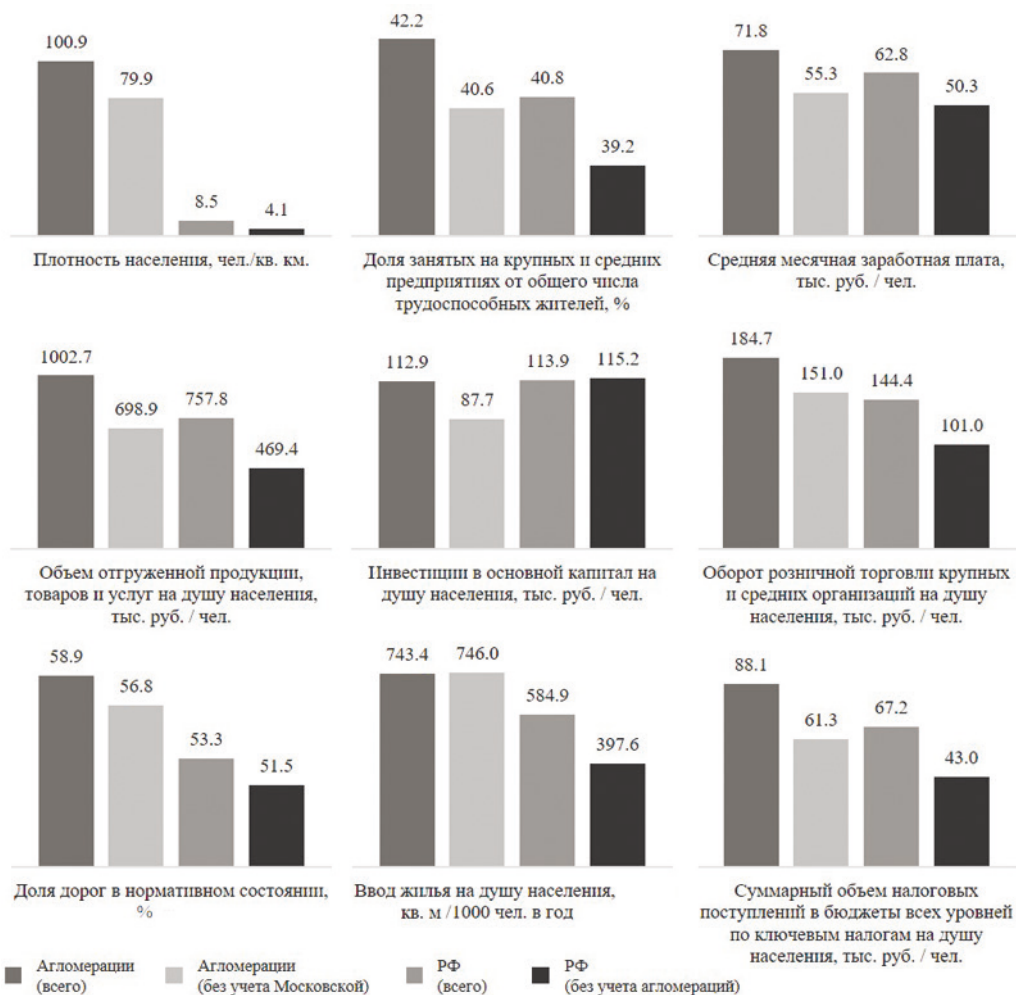 100.9
79.9
8.5
4.1
Плотность населения, чел./кв. км.
42.2
40.6
40.8
39.2
Доля занятых на крупных и средних
предприятиях от общего числа
трудоспособных жителей, %
71.8
55.3
62.8
50.3
Средняя месячная заработная плата,
тыс. руб. / чел.
1002.7
698.9
757.8
469.4
Объем отгруженной продукции,
товаров и услуг на душу населения,
тыс. руб. / чел.
112.9
87.7
113.9
115.2
Инвестиции в основной капитал на
душу населения, тыс. руб. / чел.
184.7
151.0
144.4
101.0
Оборот розничной торговли крупных
и средних организаций на душу
населения, тыс. руб. / чел.
58.9
56.8
53.3
51.5
Доля дорог в нормативном состоянии,
%
743.4
746.0
584.9
397.6
Ввод жилья на душу населения,
кв. м /1000 чел. в год
88.1
61.3
67.2
43.0
Суммарный объем налоговых
поступлений в бюджеты всех уровней
по ключевым налогам на душу
населения, тыс. руб. / чел.
Агломерации
(всего)
Агломерации
(без учета Московской)
РФ
(всего)
РФ
(без учета агломераций)